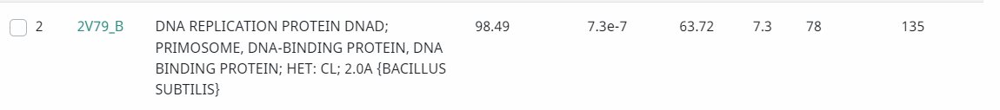 2 2V79_B DNA REPLICATION PROTEIN DNAD; 98.49 7.3e-7 63.72 7.3 78 135
PRIMOSOME, DNA-BINDING PROTEIN, DNA
BINDING PROTEIN; HET: CL; 2.0A {BACILLUS
SUBTILIS}